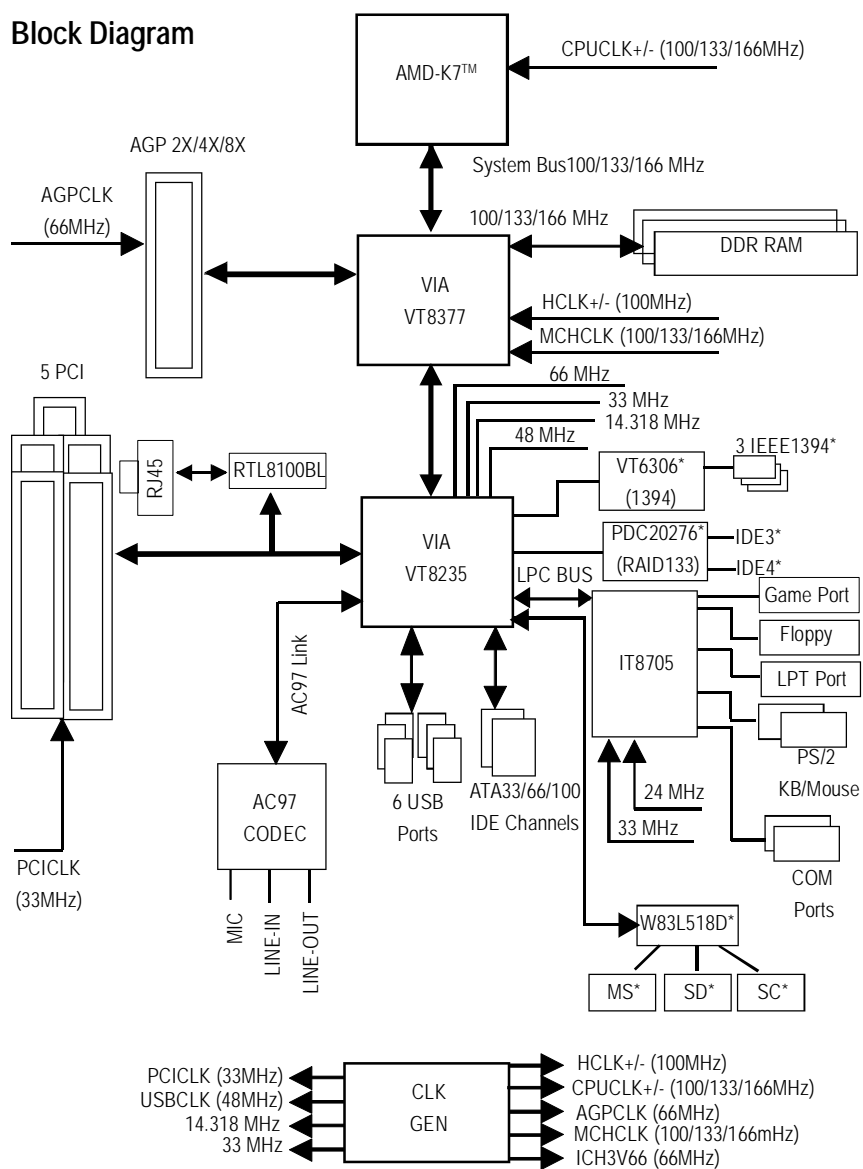 Block Diagram
AMD-K7™
CPUCLK+/- (100/133/166MHz)
AGP 2X/4X/8X
System Bus100/133/166 MHz
AGPCLK
(66MHz)
100/133/166 MHz
DDR RAM
VIA
VT8377
HCLK+/- (100MHz)
MCHCLK (100/133/166MHz)
5 PCI
66 MHz
33 MHz
14.318 MHz
48 MHz
RJ45
RTL8100BL
VT6306*
(1394)
3 IEEE1394*
VIA
VT8235
PDC20276*
(RAID133)
IDE3*
IDE4*
LPC BUS
IT8705
Game Port
Floppy
LPT Port
PS/2
KB/Mouse
AC97 Link
AC97
CODEC
6 USB
Ports
ATA33/66/100
IDE Channels
24 MHz
33 MHz
COM
Ports
PCICLK
(33MHz)
MIC
LINE-IN
LINE-OUT
W83L518D*
MS*
SD*
SC*
PCICLK (33MHz)
USBCLK (48MHz)
14.318 MHz
33 MHz
CLK
GEN
HCLK+/- (100MHz)
CPUCLK+/- (100/133/166MHz)
AGPCLK (66MHz)
MCHCLK (100/133/166mHz)
ICH3V66 (66MHz)